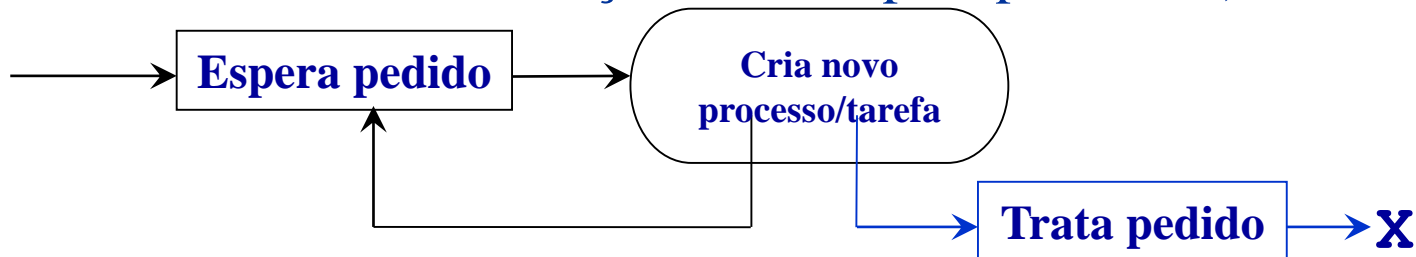 Espera pedido
Cria novo
processo/tarefa
Trata pedido
X